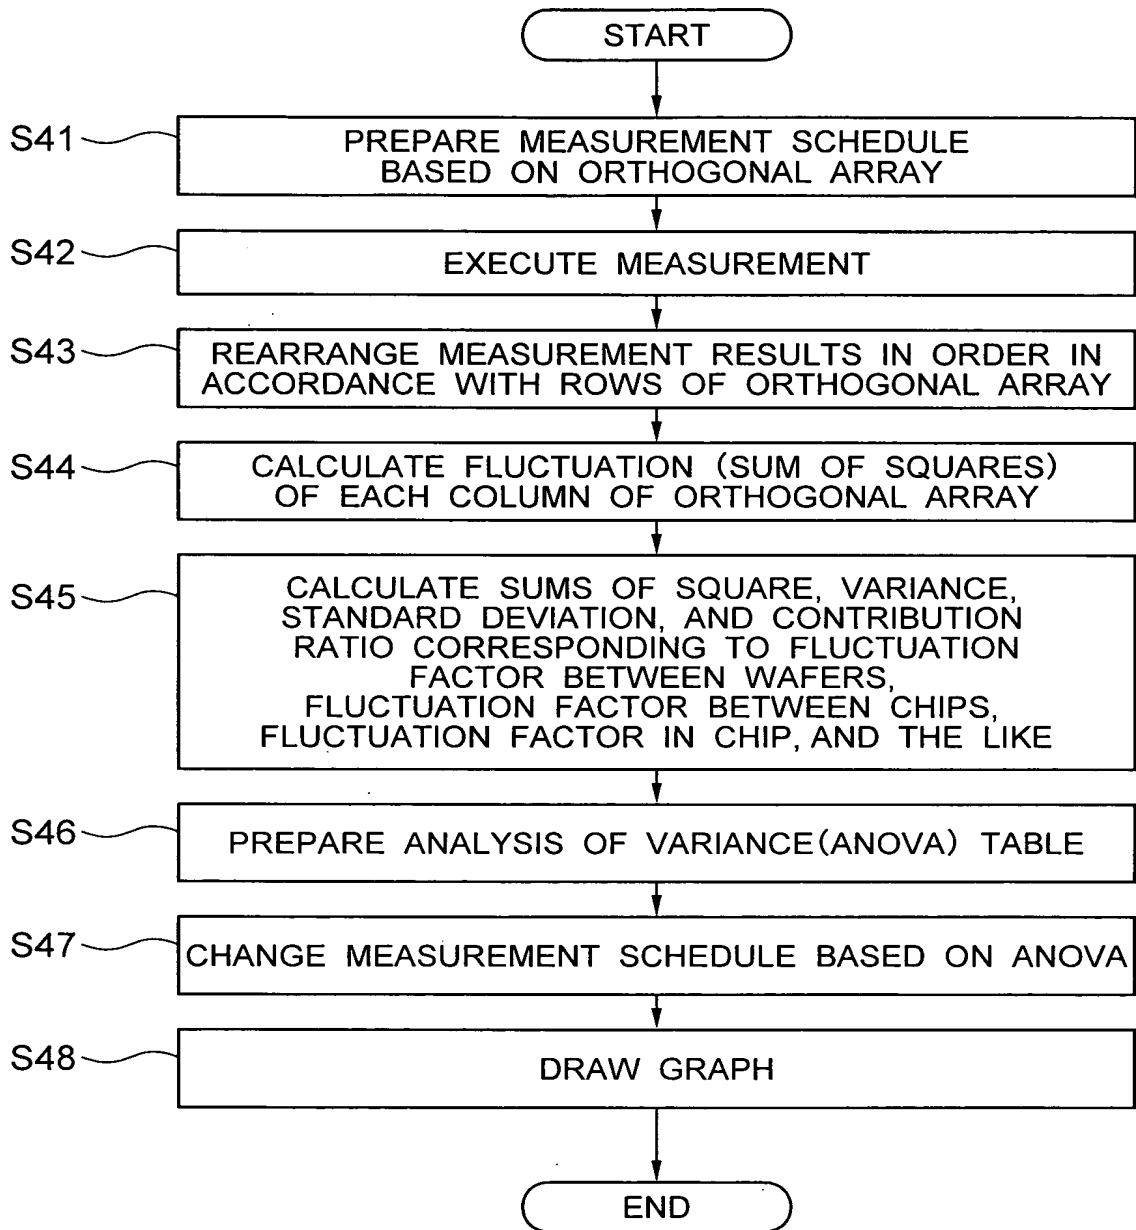 START
S41
PREPARE MEASUREMENT SCHEDULE
BASED ON ORTHOGONAL ARRAY
S42
EXECUTE MEASUREMENT
S43
REARRANGE MEASUREMENT RESULTS IN ORDER IN
ACCORDANCE WITH ROWS OF ORTHOGONAL ARRAY
S44
CALCULATE FLUCTUATION (SUM OF SQUARES)
OF EACH COLUMN OF ORTHOGONAL ARRAY
S45
CALCULATE SUMS OF SQUARE, VARIANCE,
STANDARD DEVIATION, AND CONTRIBUTION
RATIO CORRESPONDING TO FLUCTUATION
FACTOR BETWEEN WAFERS,
FLUCTUATION FACTOR BETWEEN CHIPS,
FLUCTUATION FACTOR IN CHIP, AND THE LIKE
S46
PREPARE ANALYSIS OF VARIANCE(ANOVA) TABLE
S47
CHANGE MEASUREMENT SCHEDULE BASED ON ANOVA
S48
DRAW GRAPH
END